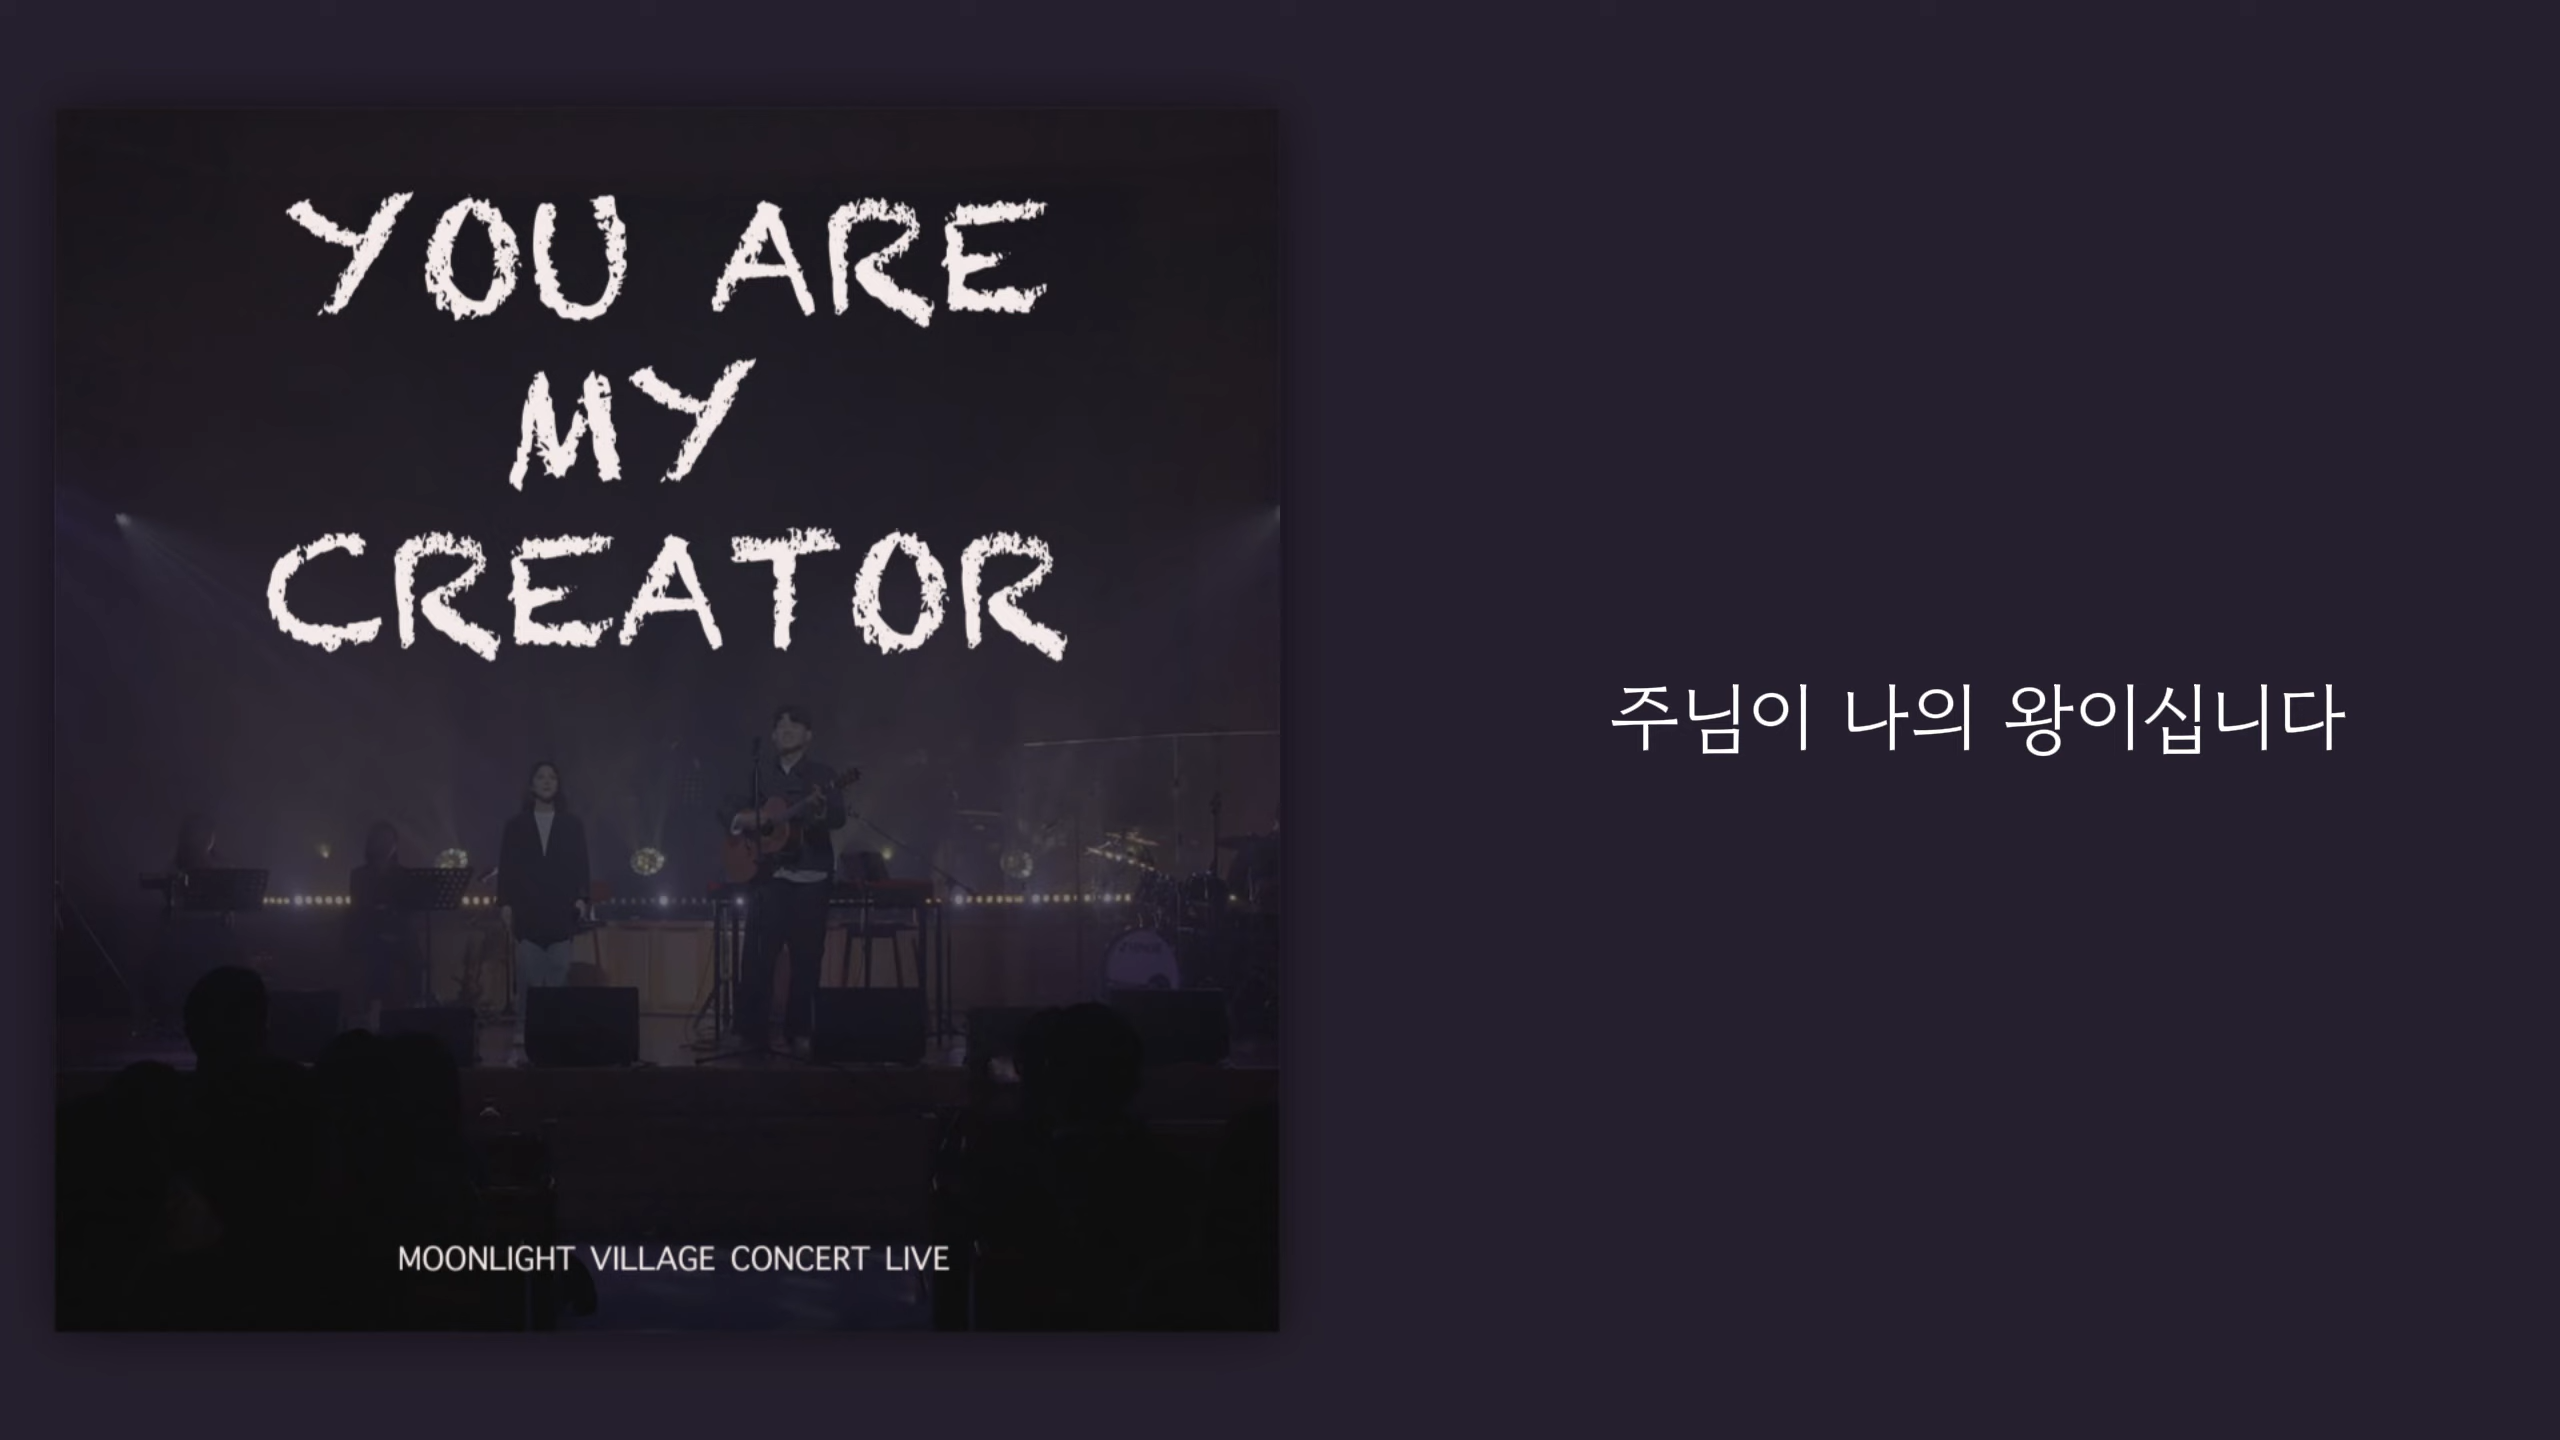 YOU ARE
MY
CREATOR
MOONLIGHT VILLAGE CONCERT LIVE
주님이 나의 왕이십니다